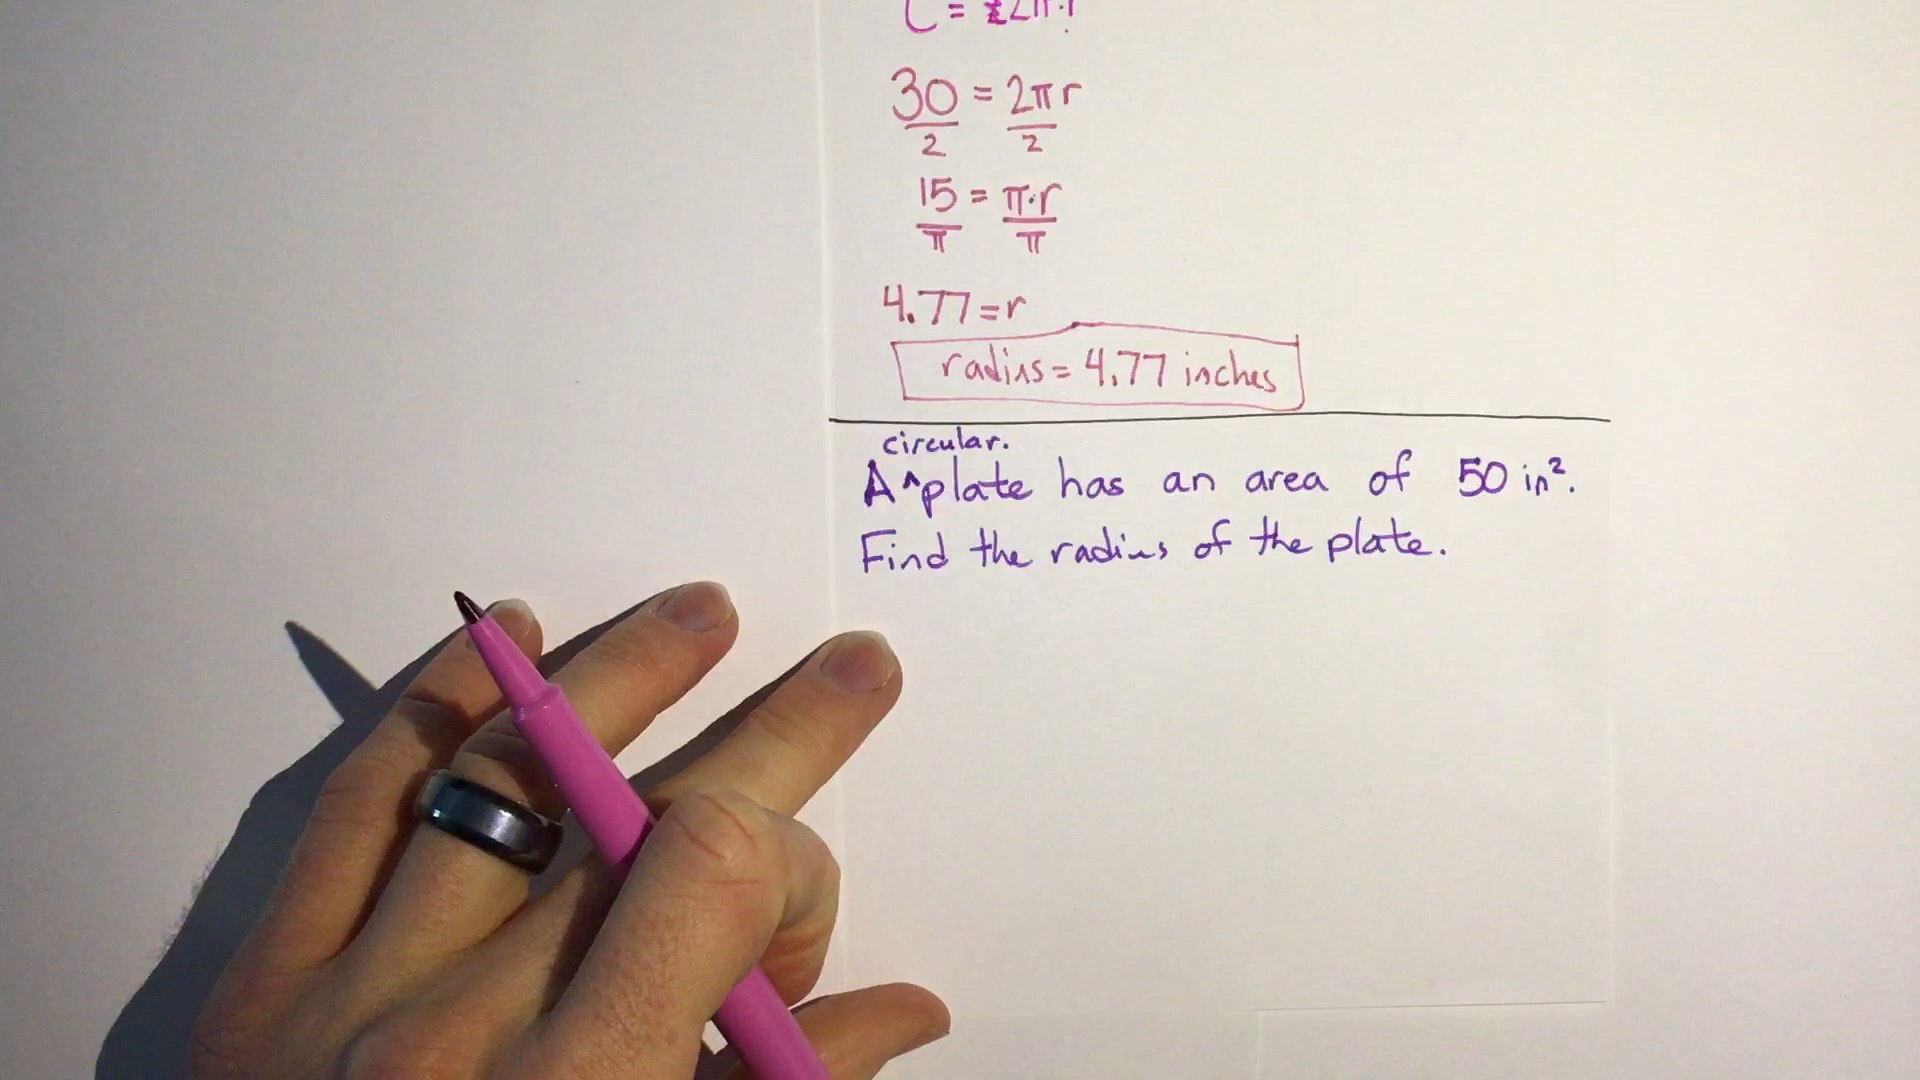 C = 2π·r
30 = 2πr
2 2
15 = π·r
π π
4.77=r
radius = 4.77 inches
circular.
A ^ plate has an area of 50 in².
Find the radius of the plate.